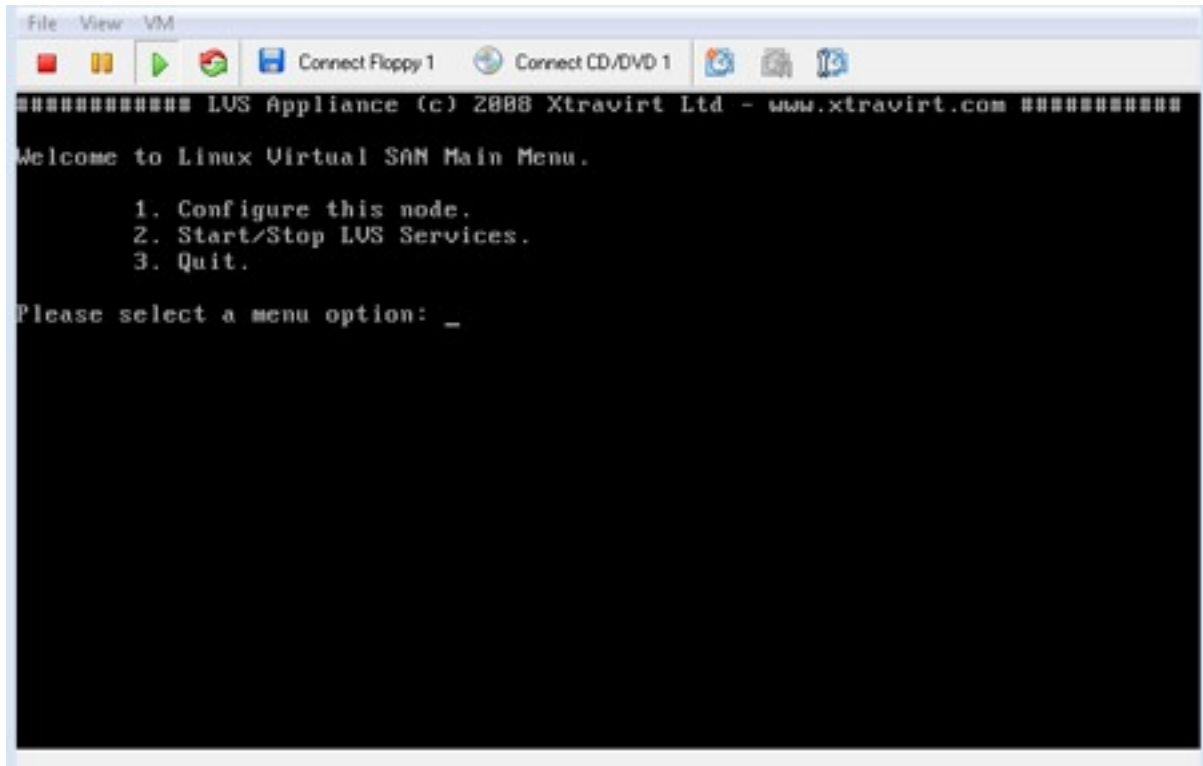 File View VM
Connect Floppy 1 Connect CD/DVD 1
############ LVS Appliance (c) 2008 Xtravirt Ltd - www.xtravirt.com ###########
Welcome to Linux Virtual SAN Main Menu.
1. Configure this node.
2. Start/Stop LVS Services.
3. Quit.
Please select a menu option: _